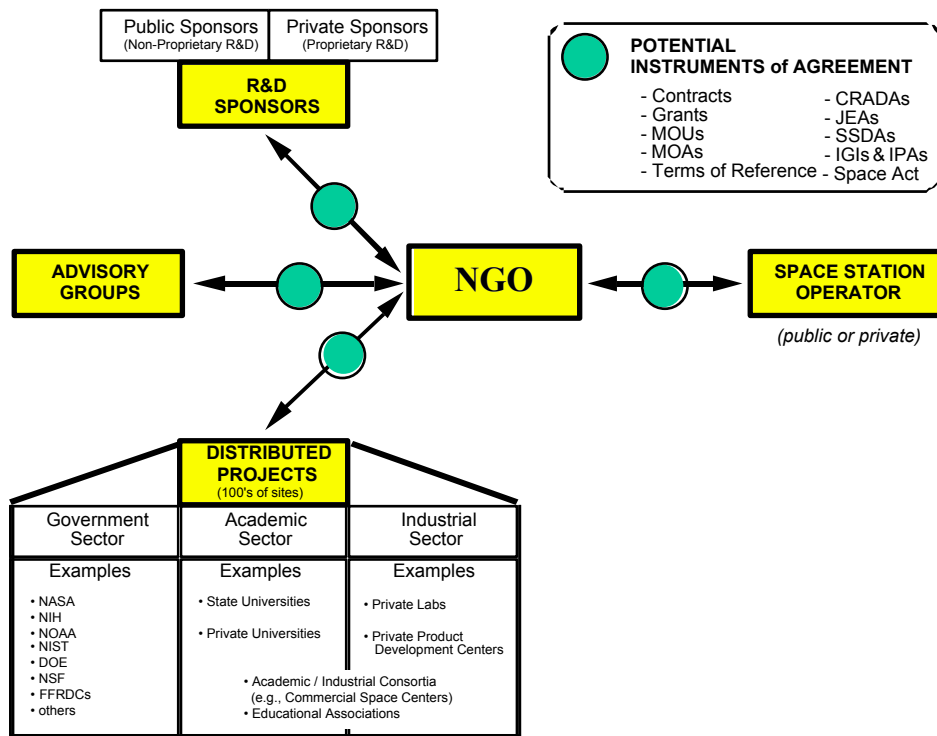 Public Sponsors
(Non-Proprietary R&D)
Private Sponsors
(Proprietary R&D)
R&D
SPONSORS
POTENTIAL
INSTRUMENTS of AGREEMENT
- Contracts
- Grants
- MOUs
- MOAs
- Terms of Reference
- CRADAs
- JEAs
- SSDAs
- IGIs & IPAs
- Space Act
ADVISORY
GROUPS
NGO
SPACE STATION
OPERATOR
(public or private)
DISTRIBUTED
PROJECTS
(100's of sites)
Government
Sector
Academic
Sector
Industrial
Sector
Examples
• NASA
• NIH
• NOAA
• NIST
• DOE
• NSF
• FFRDCs
• others
Examples
• State Universities
• Private Universities
Examples
• Private Labs
• Private Product
Development Centers
• Academic / Industrial Consortia
(e.g., Commercial Space Centers)
• Educational Associations